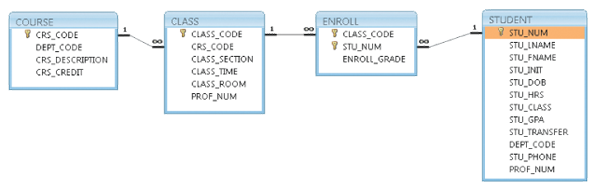 COURSE
CRS_CODE
DEPT_CODE
CRS_DESCRIPTION
CRS_CREDIT
1
∞
CLASS
CLASS_CODE
CRS_CODE
CLASS_SECTION
CLASS_TIME
CLASS_ROOM
PROF_NUM
1
∞
ENROLL
CLASS_CODE
STU_NUM
ENROLL_GRADE
∞
1
STUDENT
STU_NUM
STU_LNAME
STU_FNAME
STU_INIT
STU_DOB
STU_HRS
STU_CLASS
STU_GPA
STU_TRANSFER
DEPT_CODE
STU_PHONE
PROF_NUM